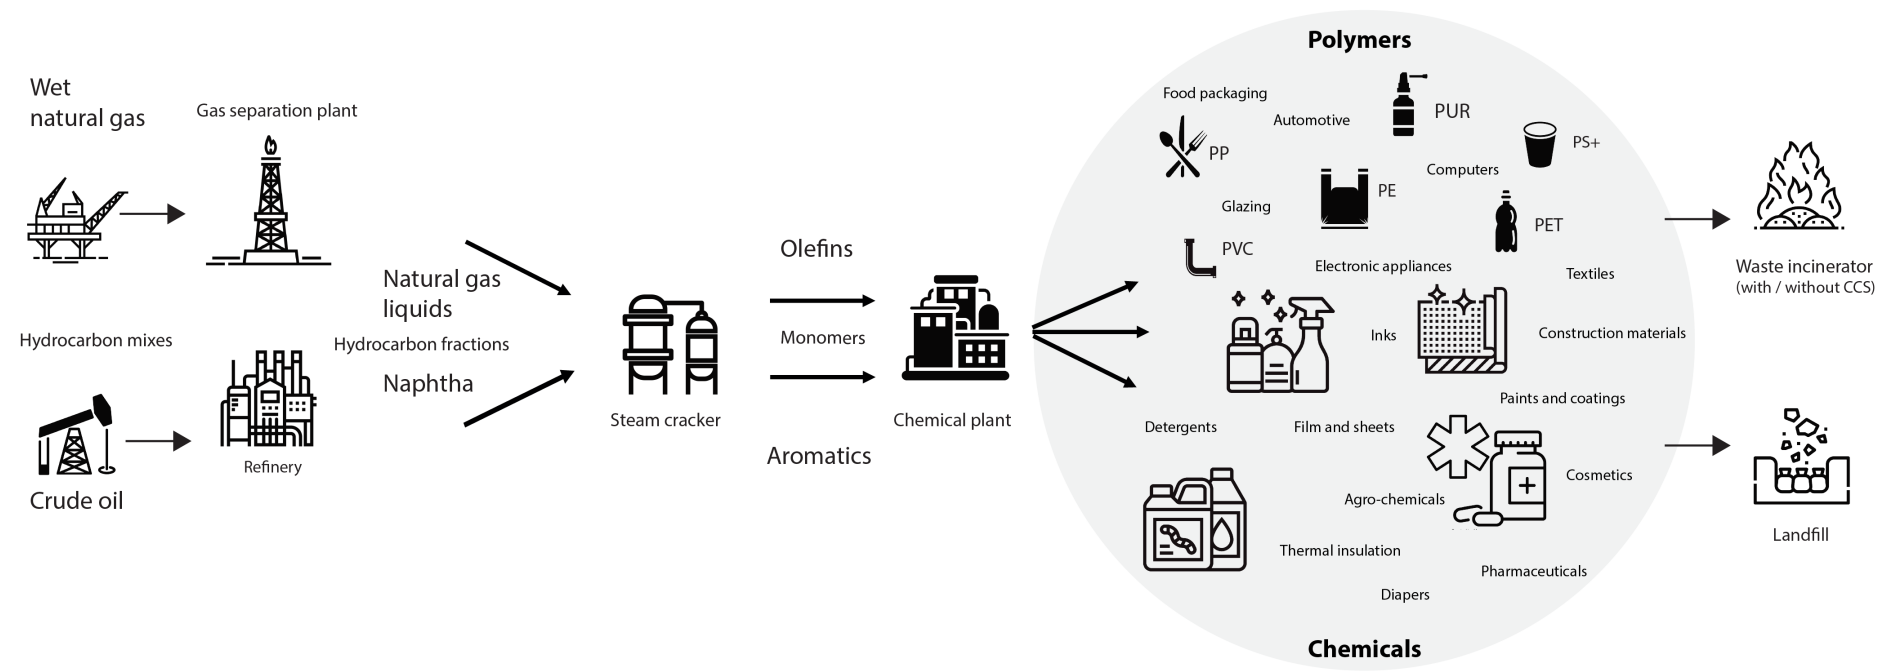 Wet
natural gas
Gas separation plant
Hydrocarbon mixes
Crude oil
Refinery
Natural gas
liquids
Hydrocarbon fractions
Naphtha
Steam cracker
Olefins
Monomers
Aromatics
Chemical plant
Polymers
Food packaging
Automotive
PUR
PS+
PP
Computers
PE
Glazing
PET
PVC
Electronic appliances
Textiles
Inks
Construction materials
Paints and coatings
Detergents
Film and sheets
Cosmetics
Agro-chemicals
Thermal insulation
Pharmaceuticals
Diapers
Chemicals
Waste incinerator
(with / without CCS)
Landfill